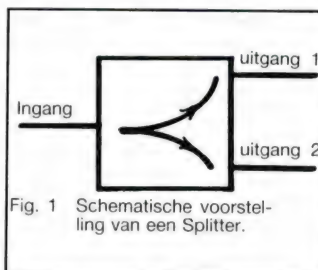 uitgang 1
Ingang
uitgang 2
Fig. 1 Schematische voorstel-
ling van een Splitter.